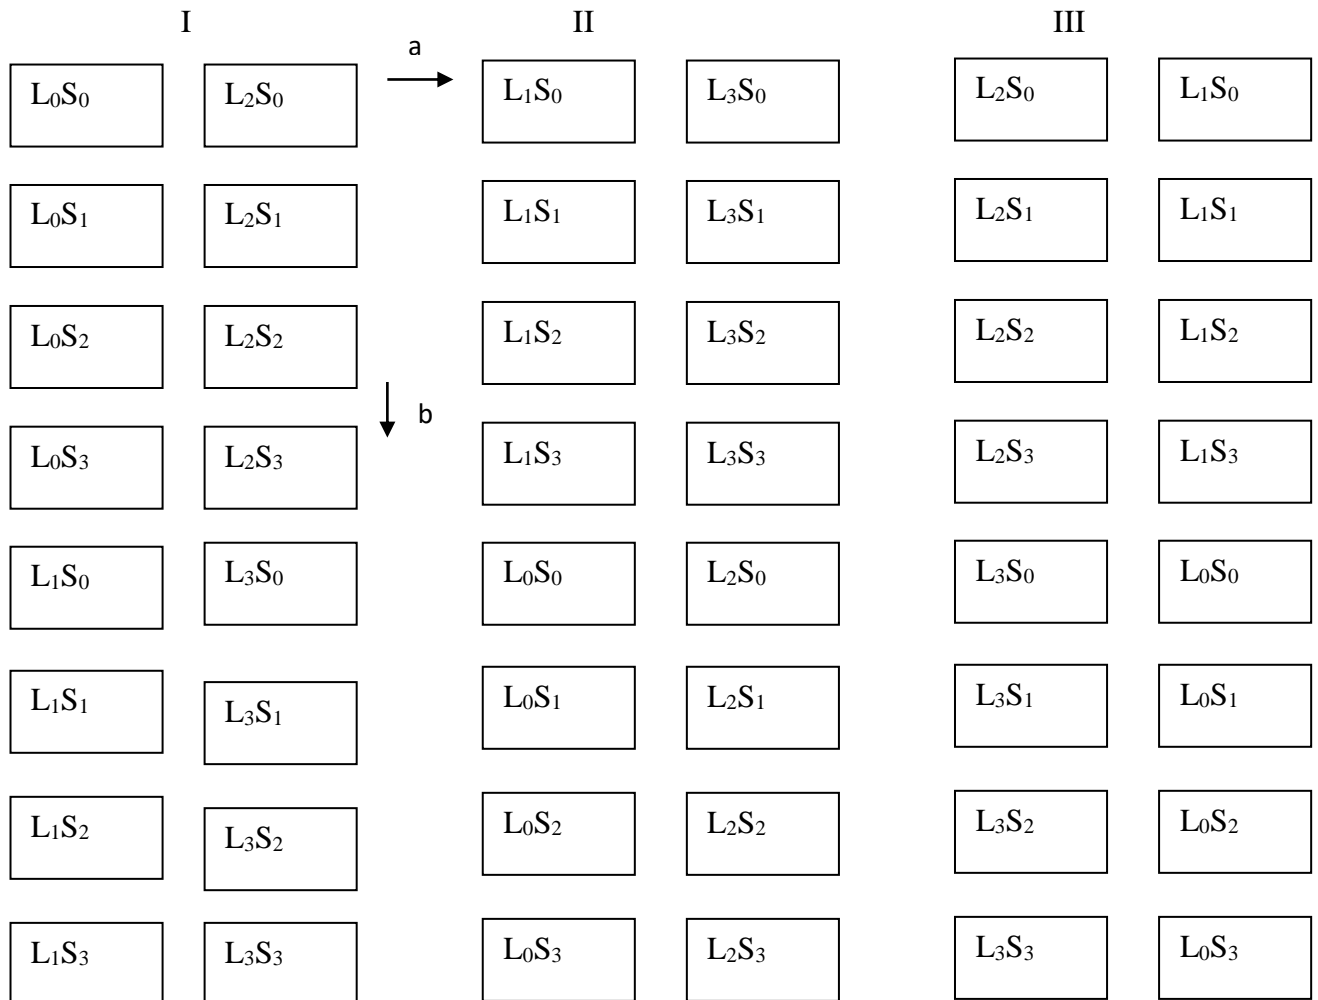 I II III
a
L₀S₀ L₂S₀ L₁S₀ L₃S₀ L₂S₀ L₁S₀
L₀S₁ L₂S₁ L₁S₁ L₃S₁ L₂S₁ L₁S₁
L₀S₂ L₂S₂ L₁S₂ L₃S₂ L₂S₂ L₁S₂
b
L₀S₃ L₂S₃ L₁S₃ L₃S₃ L₂S₃ L₁S₃
L₁S₀ L₃S₀ L₀S₀ L₂S₀ L₃S₀ L₀S₀
L₁S₁ L₃S₁ L₀S₁ L₂S₁ L₃S₁ L₀S₁
L₁S₂ L₃S₂ L₀S₂ L₂S₂ L₃S₂ L₀S₂
L₁S₃ L₃S₃ L₀S₃ L₂S₃ L₃S₃ L₀S₃